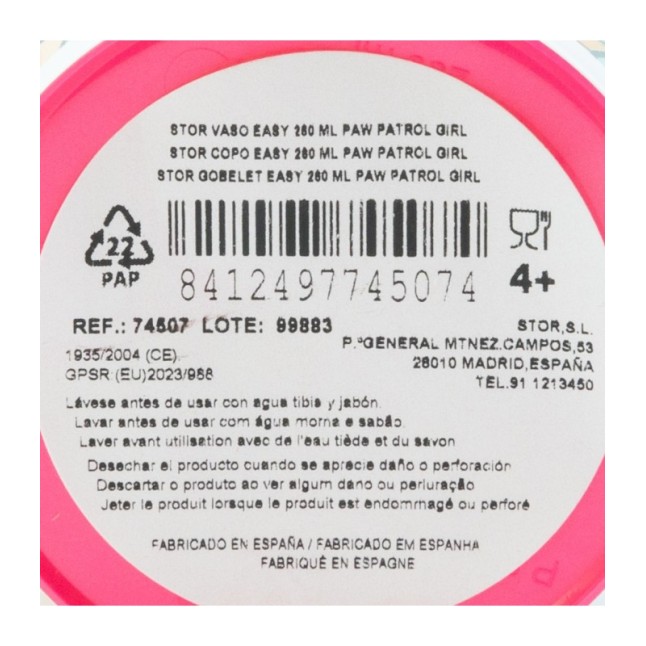 STOR VASO EASY 260 ML PAW PATROL GIRL
STOR COPO EASY 260 ML PAW PATROL GIRL
STOR GOBELET EASY 260 ML PAW PATROL GIRL
22
PAP
8412497745074
4+
REF.: 74507 LOTE: 99883
1935/2004 (CE).
GPSR (EU)2023/988
STOR,S.L.
P.ºGENERAL MTNEZ.CAMPOS,53
28010 MADRID,ESPAÑA
TEL.91 1213450
Lávese antes de usar con agua tibia y jabón.
Lavar antes de usar com água morna e sabão.
Laver avant utilisation avec de l'eau tiède et du savon
Desechar el producto cuando se aprecie daño o perforación
Descartar o produto ao ver algum dano ou perfuração
Jeter le produit lorsque le produit est endommagé ou perforé
FABRICADO EN ESPAÑA / FABRICADO EM ESPANHA
FABRIQUÉ EN ESPAGNE